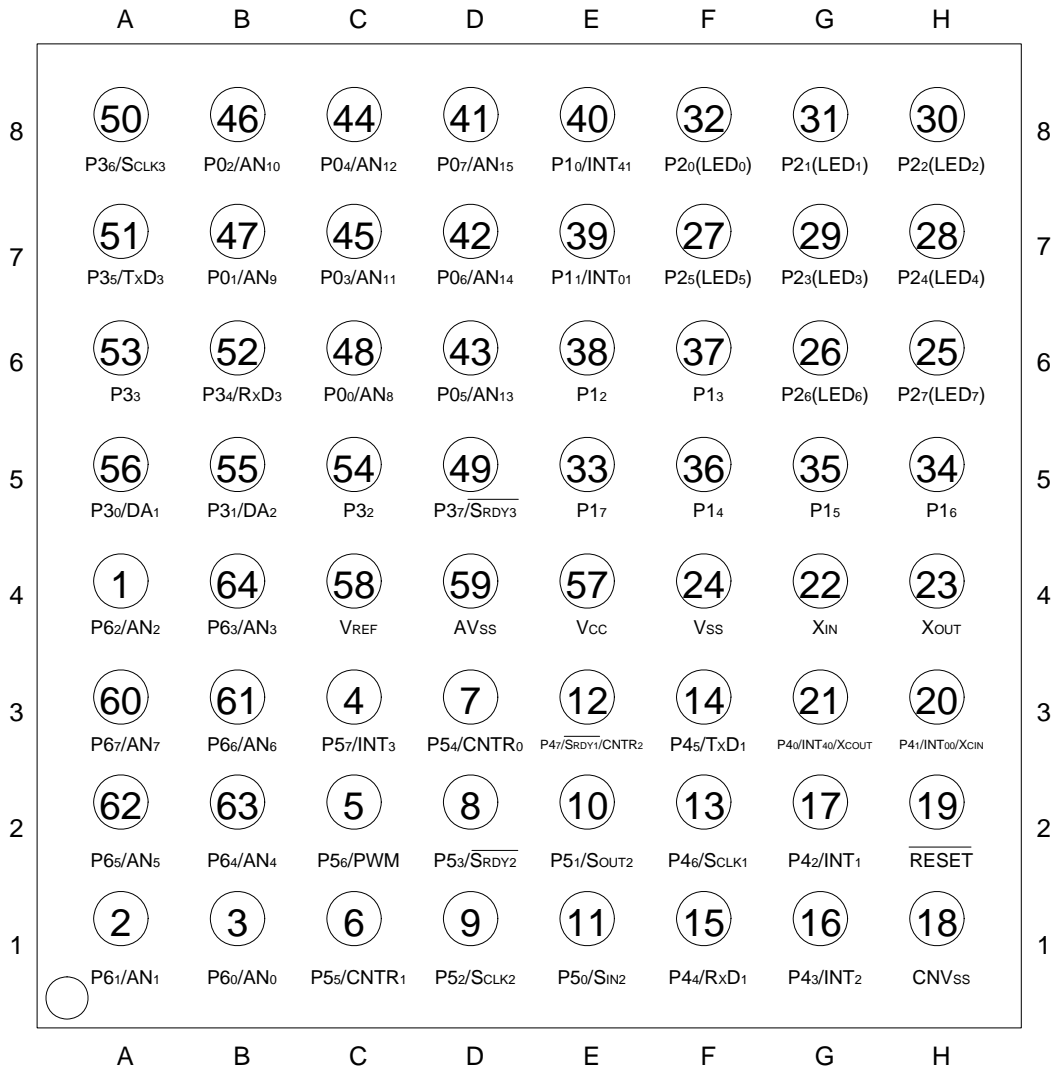 A B C D E F G H
8 50 46 44 41 40 32 31 30 8
P3₆/SCLK3 P0₂/AN₁₀ P0₄/AN₁₂ P0₇/AN₁₅ P1₀/INT₄₁ P2₀(LED₀) P2₁(LED₁) P2₂(LED₂)
7 51 47 45 42 39 27 29 28 7
P3₅/TxD₃ P0₁/AN₉ P0₃/AN₁₁ P0₆/AN₁₄ P1₁/INT₀₁ P2₅(LED₅) P2₃(LED₃) P2₄(LED₄)
6 53 52 48 43 38 37 26 25 6
P3₃ P3₄/RxD₃ P0₀/AN₈ P0₅/AN₁₃ P1₂ P1₃ P2₆(LED₆) P2₇(LED₇)
5 56 55 54 49 33 36 35 34 5
P3₀/DA₁ P3₁/DA₂ P3₂ P3₇/S̅R̅D̅Y̅3̅ P1₇ P1₄ P1₅ P1₆
4 1 64 58 59 57 24 22 23 4
P6₂/AN₂ P6₃/AN₃ VREF AVSS VCC VSS XIN XOUT
3 60 61 4 7 12 14 21 20 3
P6₇/AN₇ P6₆/AN₆ P5₇/INT₃ P5₄/CNTR₀ P4₇/S̅R̅D̅Y̅1̅/CNTR₂ P4₅/TxD₁ P4₀/INT₄₀/XCOUT P4₁/INT₀₀/XCIN
2 62 63 5 8 10 13 17 19 2
P6₅/AN₅ P6₄/AN₄ P5₆/PWM P5₃/S̅R̅D̅Y̅2̅ P5₁/SOUT2 P4₆/SCLK1 P4₂/INT₁ R̅E̅S̅E̅T̅
1 2 3 6 9 11 15 16 18 1
P6₁/AN₁ P6₀/AN₀ P5₅/CNTR₁ P5₂/SCLK2 P5₀/SIN2 P4₄/RxD₁ P4₃/INT₂ CNVSS
A B C D E F G H